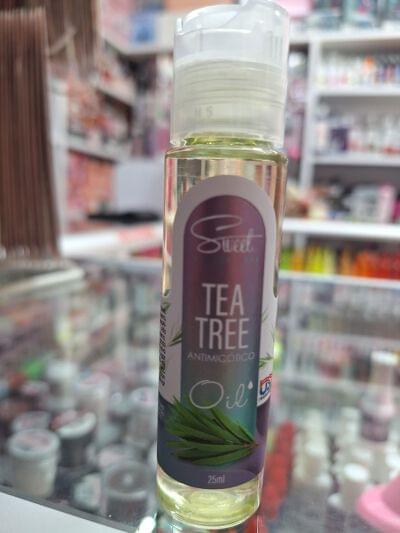 Sweet
TEA
TREE
ANTIMICÓTICO
Oil
25ml